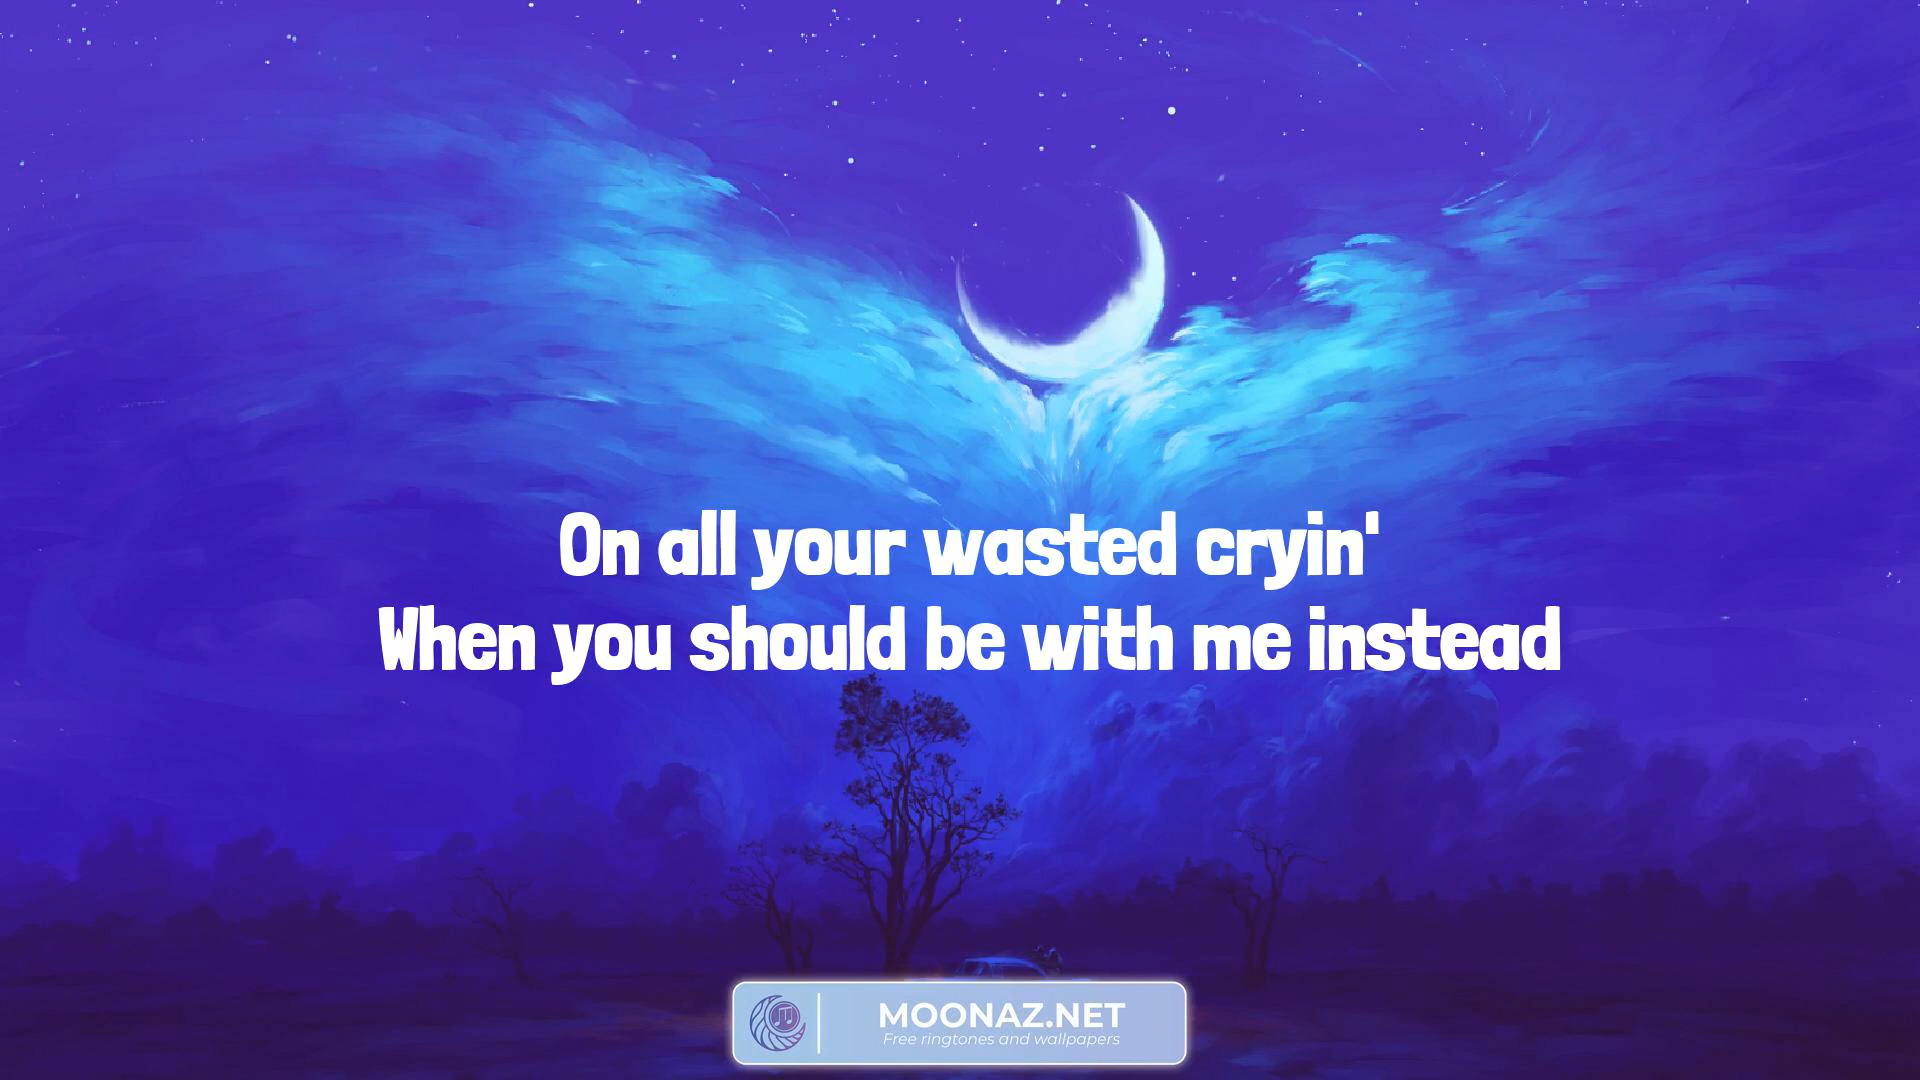 On all your wasted cryin'
When you should be with me instead
MOONAZ.NET
Free ringtones and wallpapers